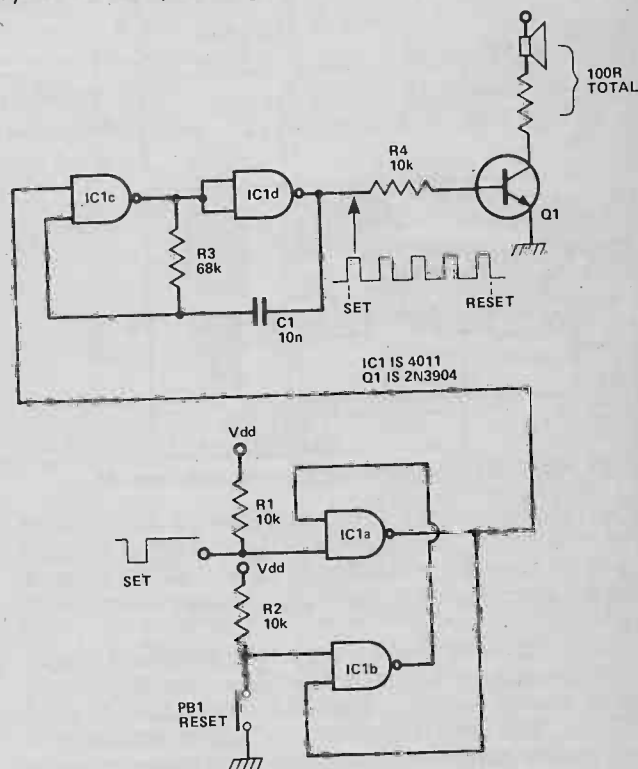 100R
TOTAL
R4
10k
IC1c
IC1d
Q1
R3
68k
SET
RESET
C1
10n
IC1 IS 4011
Q1 IS 2N3904
Vdd
R1
10k
IC1a
SET
Vdd
R2
10k
IC1b
PB1
RESET